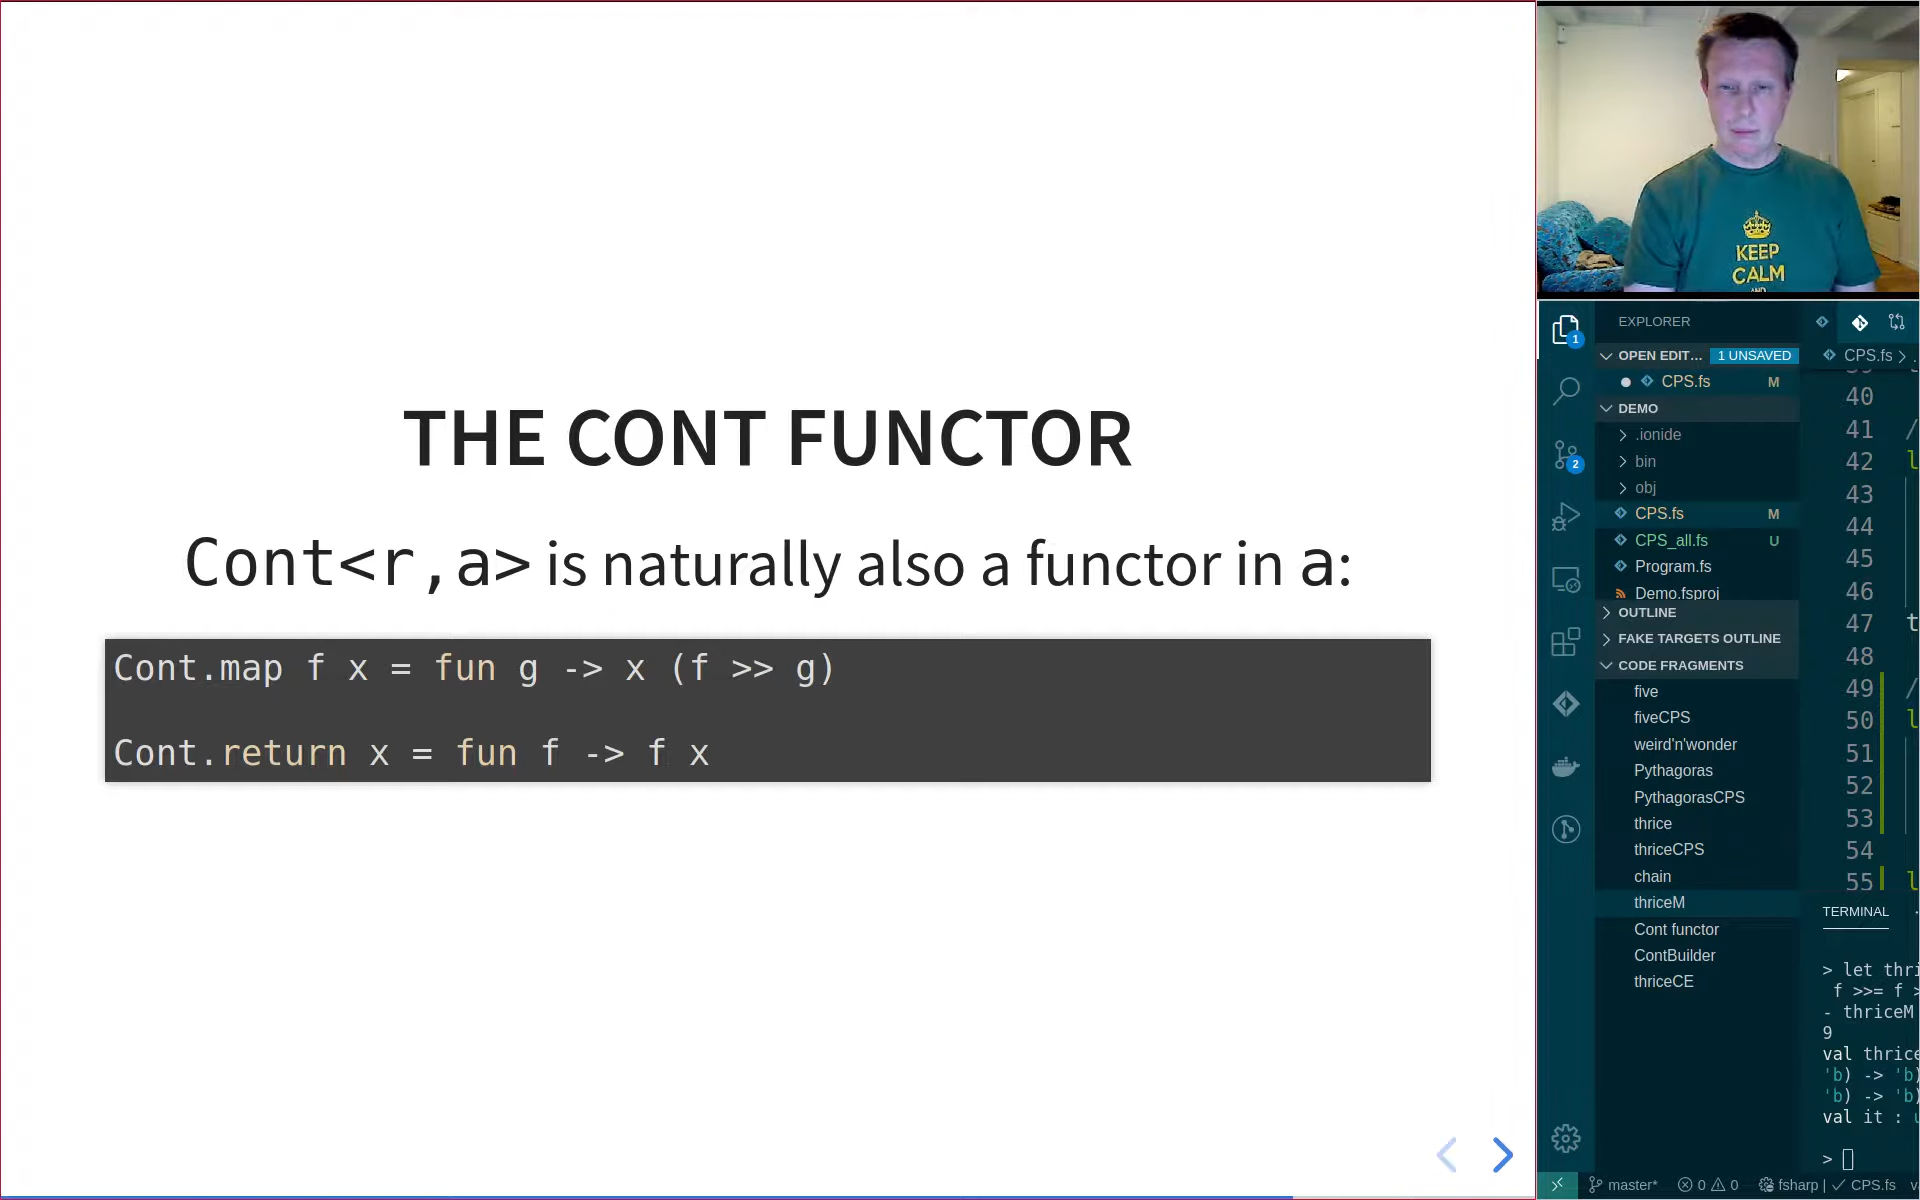 THE CONT FUNCTOR
Cont<r,a> is naturally also a functor in a:
Cont.map f x = fun g -> x (f >> g)
Cont.return x = fun f -> f x
KEEP
CALM
AND
EXPLORER
1
OPEN EDIT... 1 UNSAVED
CPS.fs M
DEMO
.ionide
bin
obj
2
CPS.fs M
CPS_all.fs U
Program.fs
Demo.fsproj
OUTLINE
FAKE TARGETS OUTLINE
CODE FRAGMENTS
five
fiveCPS
weird'n'wonder
Pythagoras
PythagorasCPS
thrice
thriceCPS
chain
thriceM
Cont functor
ContBuilder
thriceCE
CPS.fs > .
40
41 /
42 l
43
44
45
46
47 t
48
49 /
50 l
51
52
53
54
55 l
TERMINAL
> let thri
f >>= f >
- thriceM
9
val thrice
'b) -> 'b)
'b) -> 'b)
val it : u
>
master* 0 0 fsharp | ✓ CPS.fs